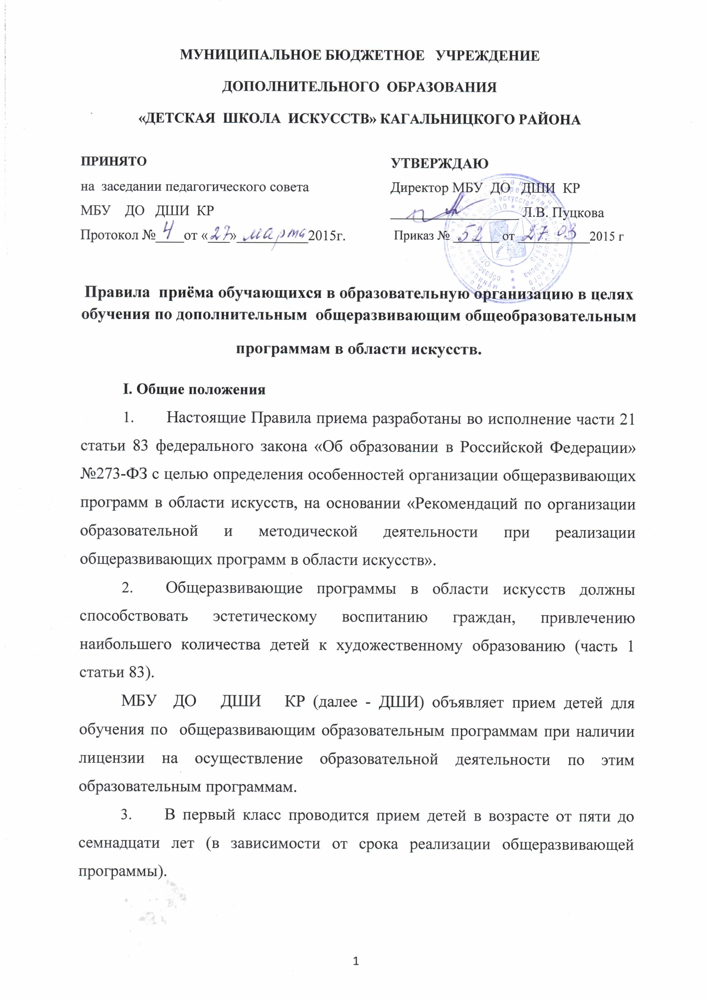 МУНИЦИПАЛЬНОЕ БЮДЖЕТНОЕ УЧРЕЖДЕНИЕ
ДОПОЛНИТЕЛЬНОГО ОБРАЗОВАНИЯ
«ДЕТСКАЯ ШКОЛА ИСКУССТВ» КАГАЛЬНИЦКОГО РАЙОНА
ПРИНЯТО
на заседании педагогического совета
МБУ ДО ДШИ КР
Протокол № 4 от «27» марта 2015г.
УТВЕРЖДАЮ
Директор МБУ ДО ДШИ КР
Л.В. Пуцкова
Приказ № 52 от 27 03 2015 г
Правила приёма обучающихся в образовательную организацию в целях
обучения по дополнительным общеразвивающим общеобразовательным
программам в области искусств.
I. Общие положения
1. Настоящие Правила приема разработаны во исполнение части 21
статьи 83 федерального закона «Об образовании в Российской Федерации»
№273-ФЗ с целью определения особенностей организации общеразвивающих
программ в области искусств, на основании «Рекомендаций по организации
образовательной и методической деятельности при реализации
общеразвивающих программ в области искусств».
2. Общеразвивающие программы в области искусств должны
способствовать эстетическому воспитанию граждан, привлечению
наибольшего количества детей к художественному образованию (часть 1
статьи 83).
МБУ ДО ДШИ КР (далее - ДШИ) объявляет прием детей для
обучения по общеразвивающим образовательным программам при наличии
лицензии на осуществление образовательной деятельности по этим
образовательным программам.
3. В первый класс проводится прием детей в возрасте от пяти до
семнадцати лет (в зависимости от срока реализации общеразвивающей
программы).
1